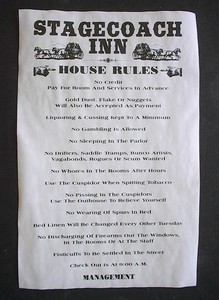 STAGECOACH
INN
HOUSE RULES
No Credit
Pay For Room And Services In Advance
Gold Dust, Flake Or Nuggets
Will Also Be Accepted As Payment
Liquoring & Cussing Kept To A Minimum
No Gambling Is Allowed
No Sleeping In The Parlor
No Drifters, Saddle Tramps, Bunco Artists,
Vagabonds, Rogues Or Scum Wanted
No Whores In The Rooms After Hours
Use The Cuspidor When Spitting Tobacco
No Pissing In The Cuspidors
Use The Outhouse To Relieve Yourself
No Wearing Of Spurs In Bed
Bed Linen Will Be Changed Every Other Tuesday
No Discharging Of Firearms Out The Windows,
In The Rooms Or At The Staff
Fisticuffs To Be Settled In The Street
Check Out Is At A.M.
MANAGEMENT